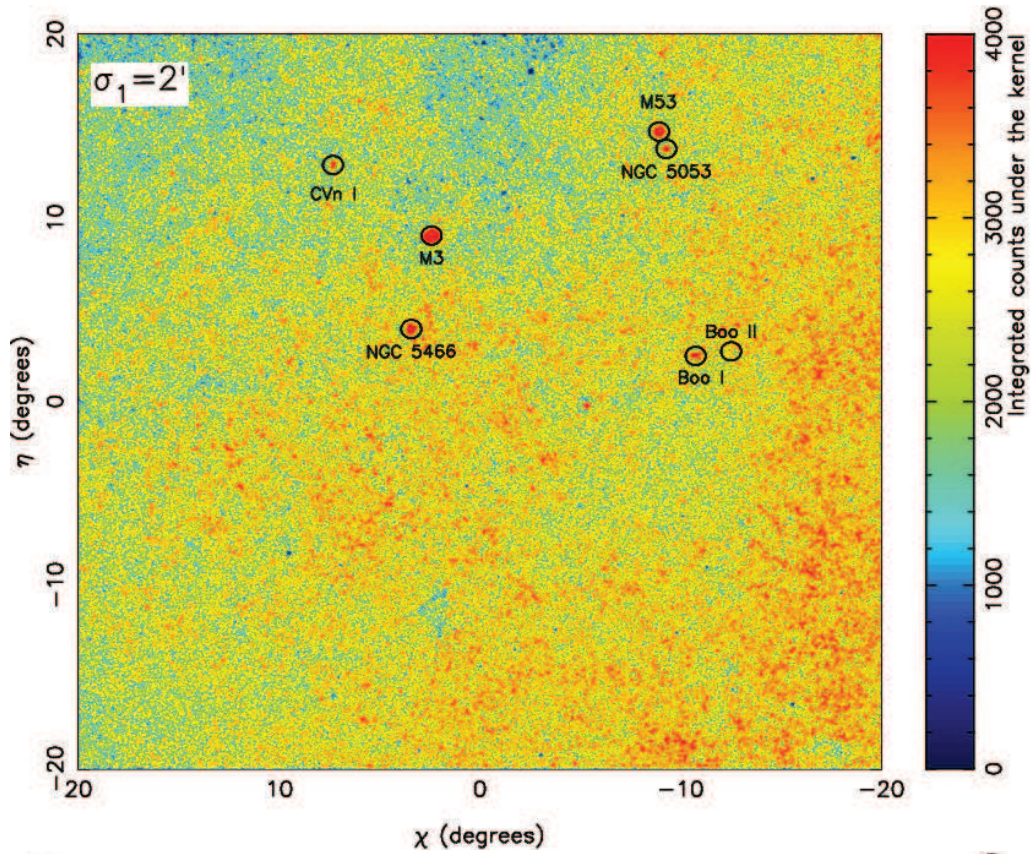 σ₁=2'
M53
NGC 5053
CVn I
M3
NGC 5466
Boo II
Boo I
20
10
0
−10
−20
η (degrees)
20
10
0
−10
−20
χ (degrees)
4000
3000
2000
1000
0
Integrated counts under the kernel